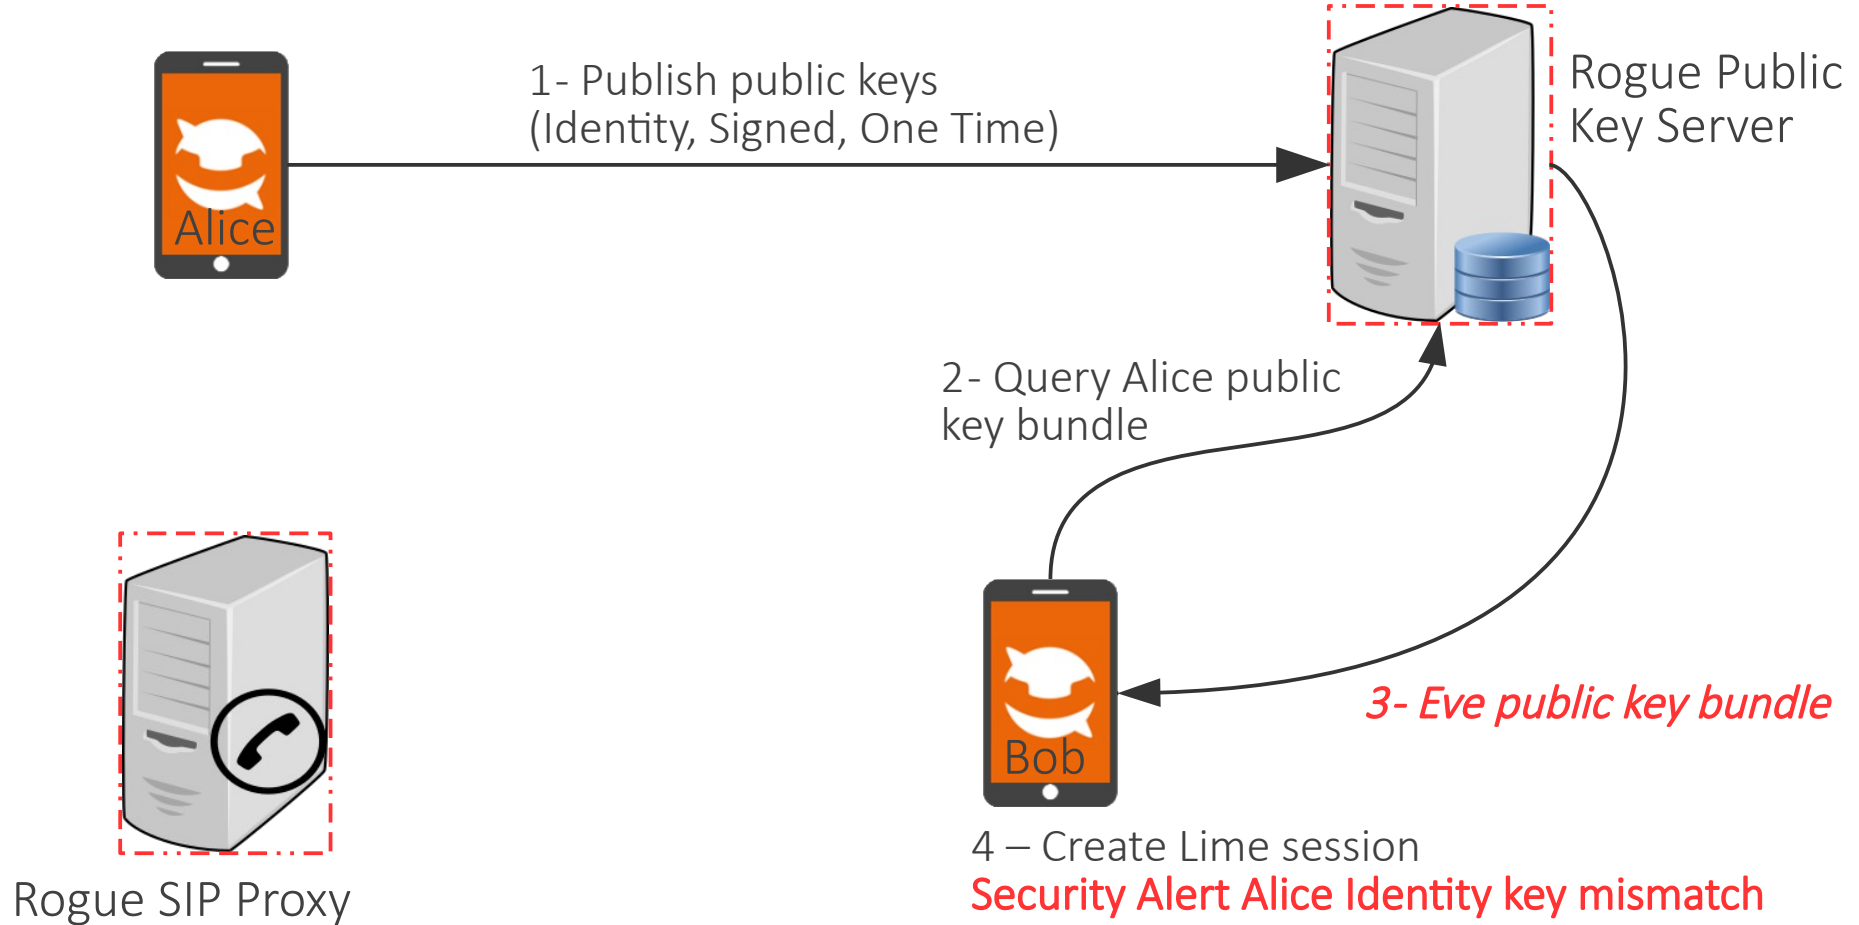 1- Publish public keys
(Identity, Signed, One Time)
Rogue Public
Key Server
Alice
2- Query Alice public
key bundle
3- Eve public key bundle
Bob
4 – Create Lime session
Security Alert Alice Identity key mismatch
Rogue SIP Proxy